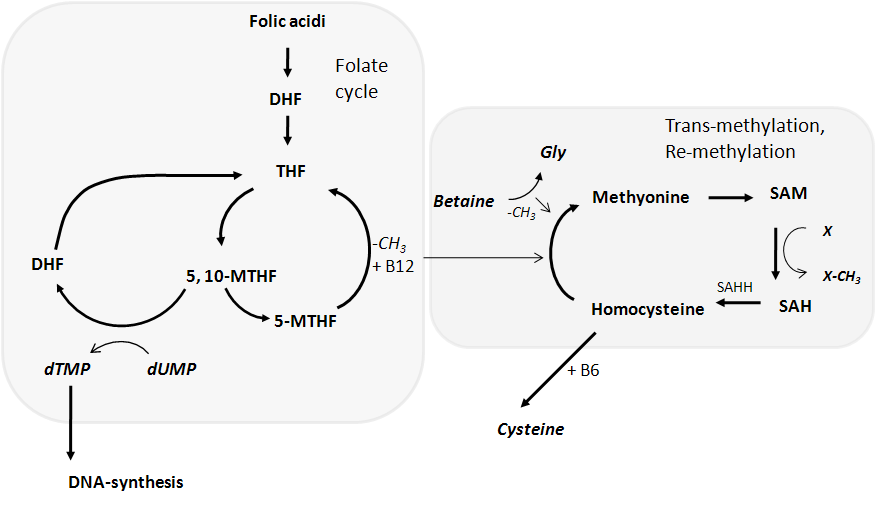 Folic acidi
Folate
cycle
DHF
THF
DHF
5, 10-MTHF
5-MTHF
-CH₃
+ B12
dTMP
dUMP
DNA-synthesis
Trans-methylation,
Re-methylation
Gly
Betaine
-CH₃
Methyonine
SAM
X
X-CH₃
SAHH
Homocysteine
SAH
+ B6
Cysteine